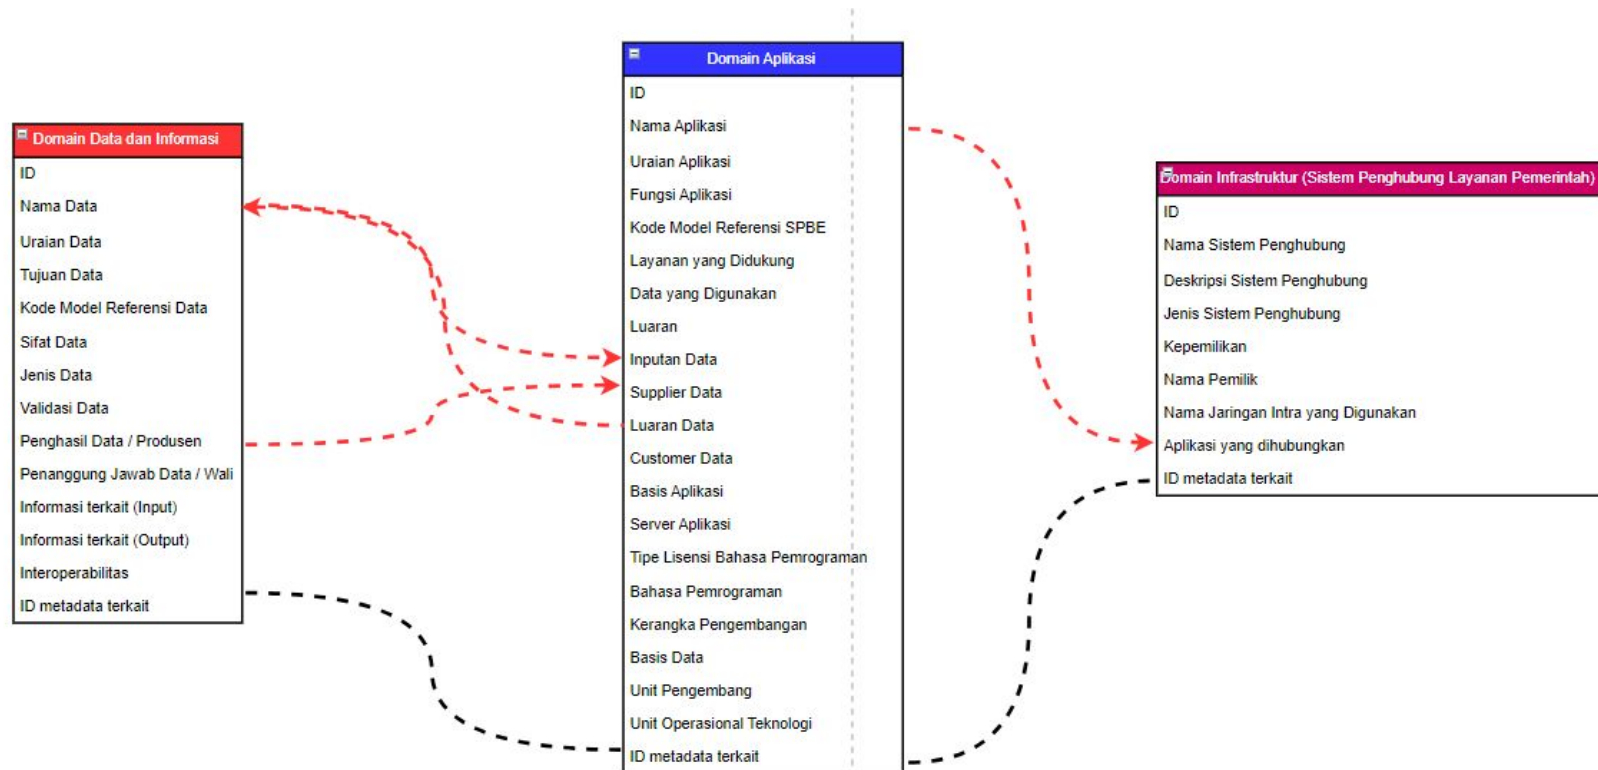 Domain Data dan Informasi
ID
Nama Data
Uraian Data
Tujuan Data
Kode Model Referensi Data
Sifat Data
Jenis Data
Validasi Data
Penghasil Data / Produsen
Penanggung Jawab Data / Wali
Informasi terkait (Input)
Informasi terkait (Output)
Interoperabilitas
ID metadata terkait
Domain Aplikasi
ID
Nama Aplikasi
Uraian Aplikasi
Fungsi Aplikasi
Kode Model Referensi SPBE
Layanan yang Didukung
Data yang Digunakan
Luaran
Inputan Data
Supplier Data
Luaran Data
Customer Data
Basis Aplikasi
Server Aplikasi
Tipe Lisensi Bahasa Pemrograman
Bahasa Pemrograman
Kerangka Pengembangan
Basis Data
Unit Pengembang
Unit Operasional Teknologi
ID metadata terkait
Domain Infrastruktur (Sistem Penghubung Layanan Pemerintah)
ID
Nama Sistem Penghubung
Deskripsi Sistem Penghubung
Jenis Sistem Penghubung
Kepemilikan
Nama Pemilik
Nama Jaringan Intra yang Digunakan
Aplikasi yang dihubungkan
ID metadata terkait